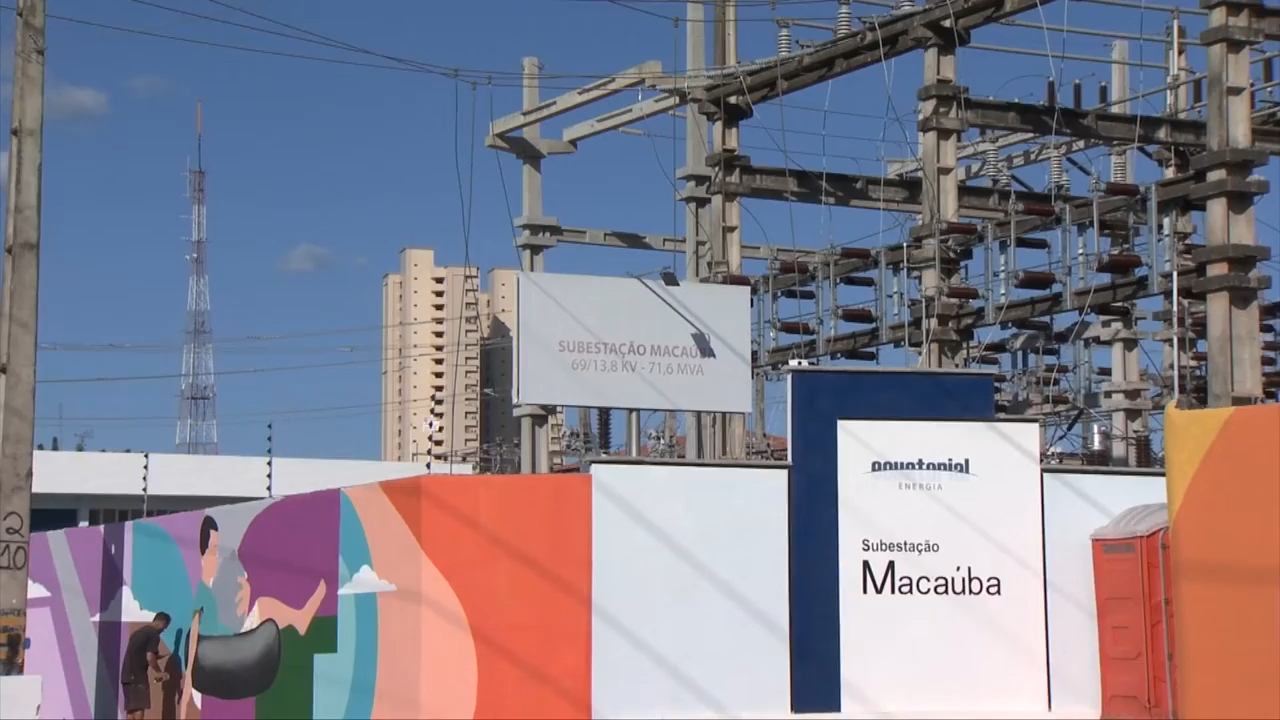 SUBESTAÇÃO MACAÚBA
69/13,8 KV - 71,6 MVA
equatorial
ENERGIA
Subestação
Macaúba
2
10